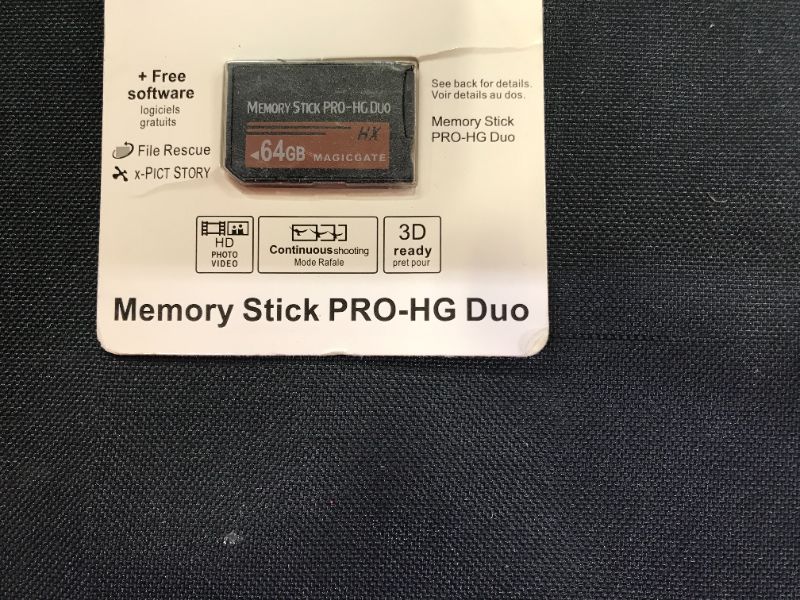 + Free
software
logiciels
gratuits
File Rescue
x-PICT STORY
MEMORY STICK PRO-HG DUO
HX
64GB MAGICGATE
See back for details.
Voir details au dos.
Memory Stick
PRO-HG Duo
HD
PHOTO
VIDEO
Continuous shooting
Mode Rafale
3D
ready
pret pour
Memory Stick PRO-HG Duo